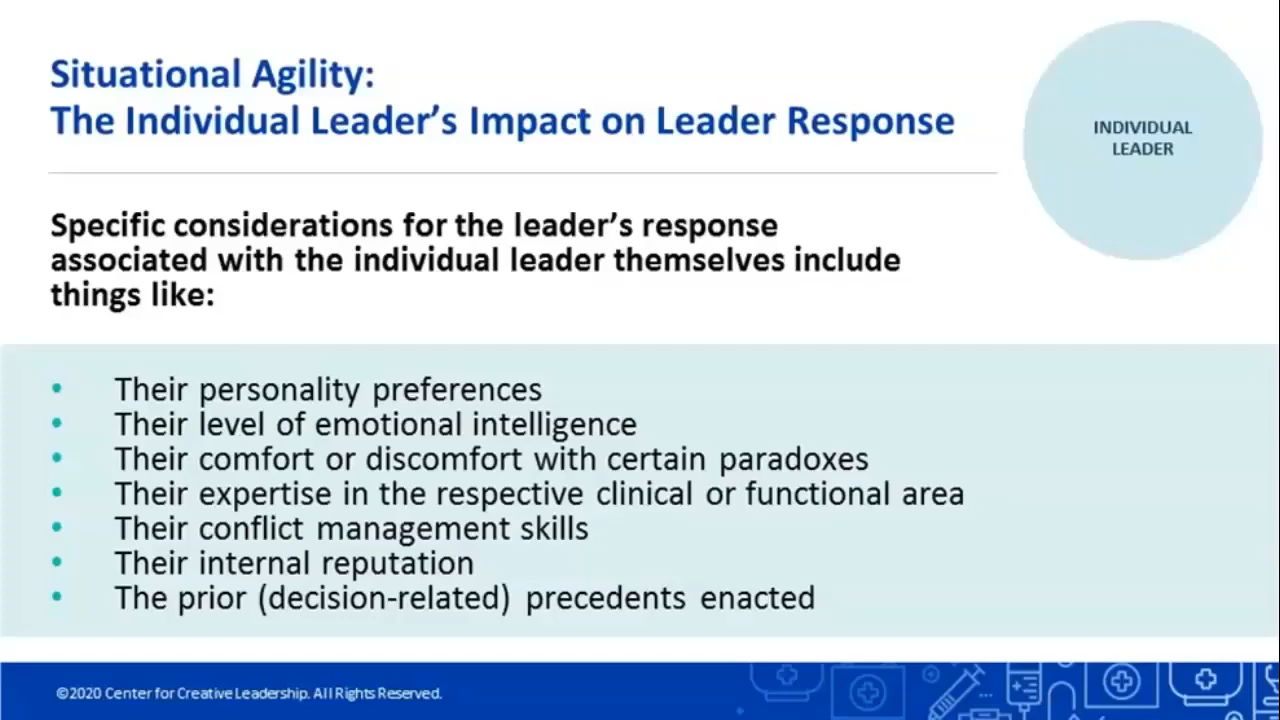 Situational Agility:
The Individual Leader's Impact on Leader Response
INDIVIDUAL
LEADER
Specific considerations for the leader's response
associated with the individual leader themselves include
things like:
• Their personality preferences
• Their level of emotional intelligence
• Their comfort or discomfort with certain paradoxes
• Their expertise in the respective clinical or functional area
• Their conflict management skills
• Their internal reputation
• The prior (decision-related) precedents enacted
©2020 Center for Creative Leadership. All Rights Reserved.